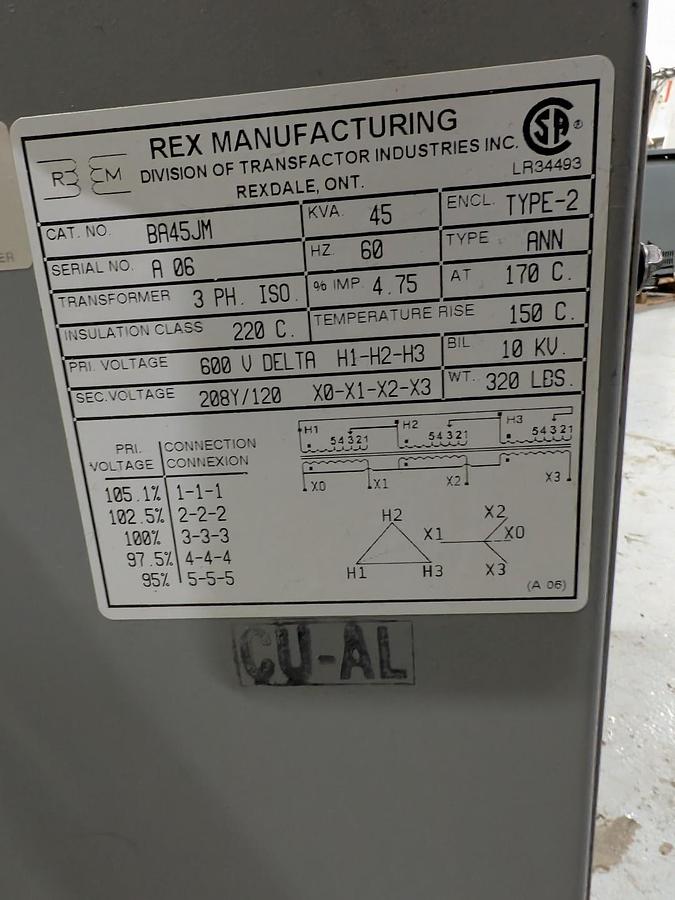 REX MANUFACTURING
DIVISION OF TRANSFACTOR INDUSTRIES INC.
REXDALE, ONT.
R EM
CSA ®
LR34493
CAT. NO. BA45JM KVA. 45 ENCL. TYPE-2
SERIAL NO. A 06 HZ. 60 TYPE ANN
TRANSFORMER 3 PH. ISO. % IMP. 4.75 AT 170 C.
INSULATION CLASS 220 C. TEMPERATURE RISE 150 C.
PRI. VOLTAGE 600 V DELTA H1-H2-H3 BIL 10 KV.
SEC.VOLTAGE 208Y/120 X0-X1-X2-X3 WT. 320 LBS.
PRI. VOLTAGE CONNECTION CONNEXION
105.1% 1-1-1
102.5% 2-2-2
100% 3-3-3
97.5% 4-4-4
95% 5-5-5
H1 H2 H3
54321 54321 54321
X0 X1 X2 X3
H2
H1 H3
X2
X1 X0
X3
(A 06)
CU-AL
ER